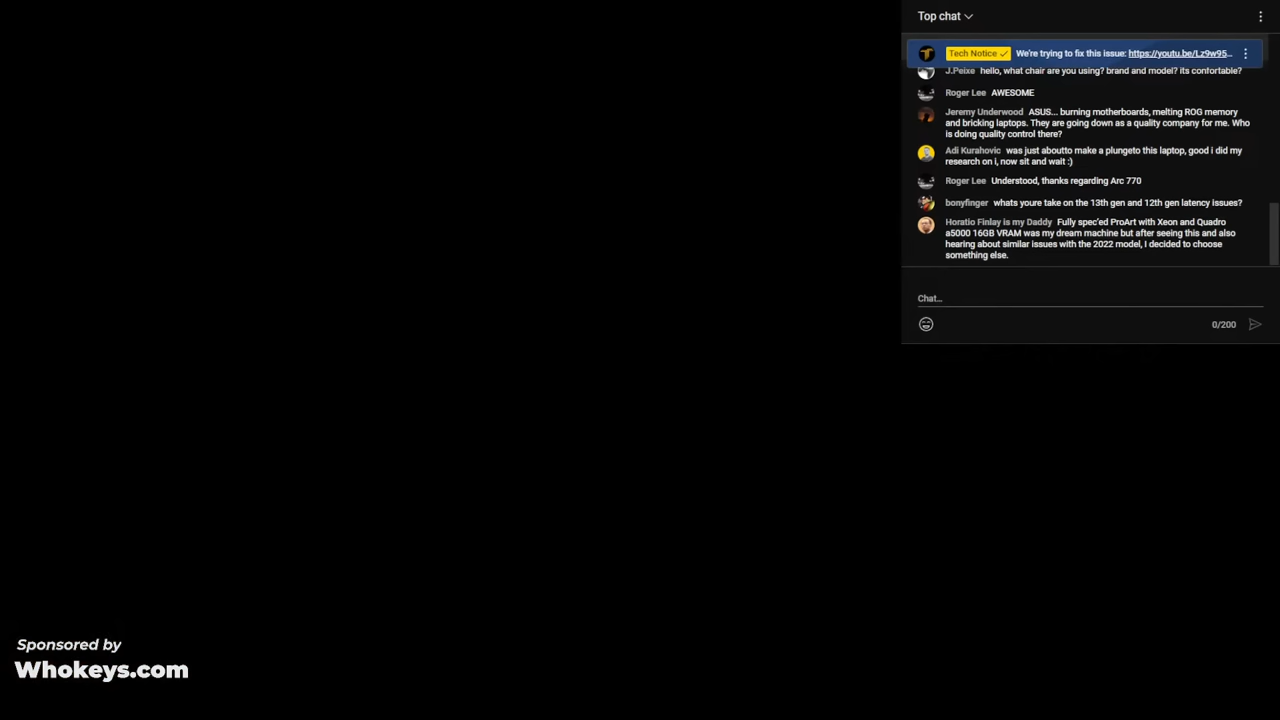 Top chat
Tech Notice We're trying to fix this issue: https://youtu.be/Lz9w95...
J.Peixe hello, what chair are you using? brand and model? its confortable?
Roger Lee AWESOME
Jeremy Underwood ASUS... burning motherboards, melting ROG memory
and bricking laptops. They are going down as a quality company for me. Who
is doing quality control there?
Adi Kurahovic was just aboutto make a plungeto this laptop, good i did my
research on i, now sit and wait :)
Roger Lee Understood, thanks regarding Arc 770
bonyfinger whats youre take on the 13th gen and 12th gen latency issues?
Horatio Finlay is my Daddy Fully spec'ed ProArt with Xeon and Quadro
a5000 16GB VRAM was my dream machine but after seeing this and also
hearing about similar issues with the 2022 model, I decided to choose
something else.
Chat...
0/200
Sponsored by
Whokeys.com